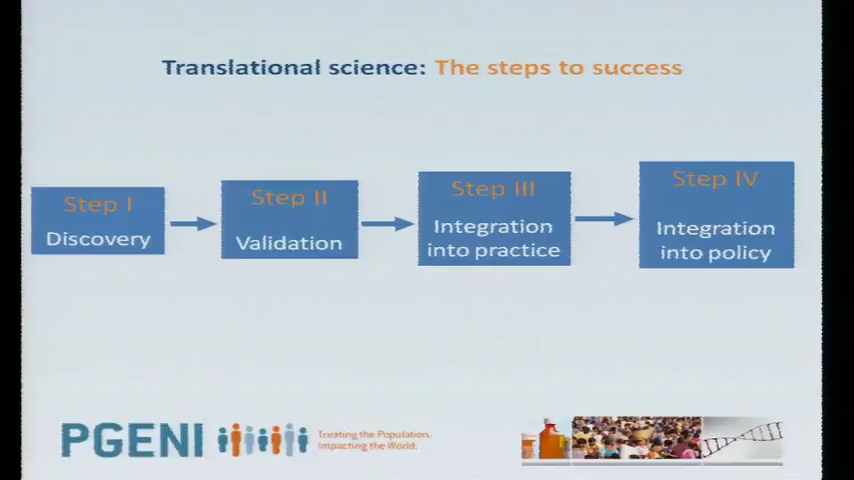 Translational science: The steps to success
Step I
Discovery
Step II
Validation
Step III
Integration
into practice
Step IV
Integration
into policy
PGENI
Treating the Population.
Impacting the World.